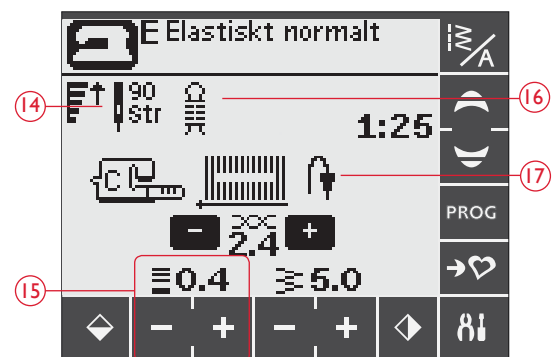 E Elastiskt normalt
A
14
90
str
16
1:25
C
17
PROG
- +
2.4
15
0.4 5.0
- + - +